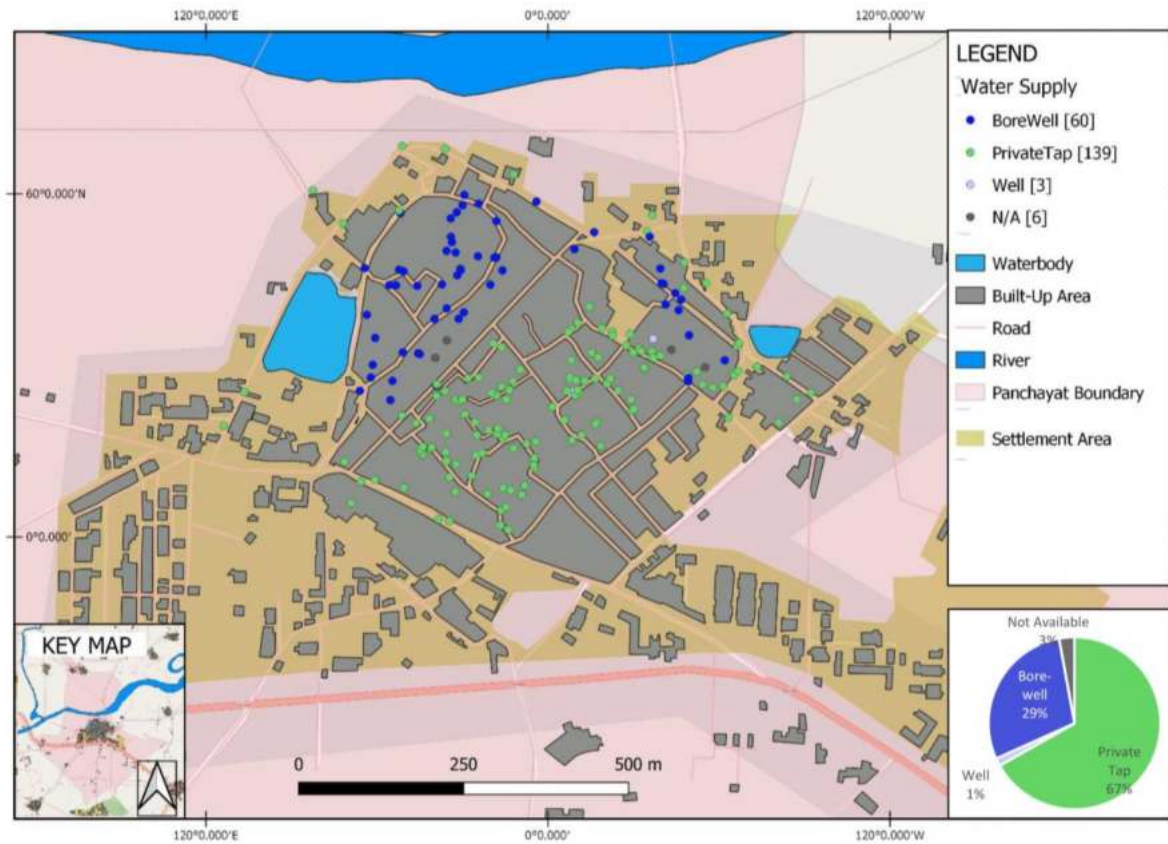 120°0.000'E
0°0.000'
120°0.000'W
60°0.000'N
0°0.000'
LEGEND
Water Supply
BoreWell [60]
PrivateTap [139]
Well [3]
N/A [6]
Waterbody
Built-Up Area
Road
River
Panchayat Boundary
Settlement Area
KEY MAP
0
250
500 m
Not Available
3%
Bore-
well
29%
Private
Tap
67%
Well
1%
120°0.000'E
0°0.000'
120°0.000'W